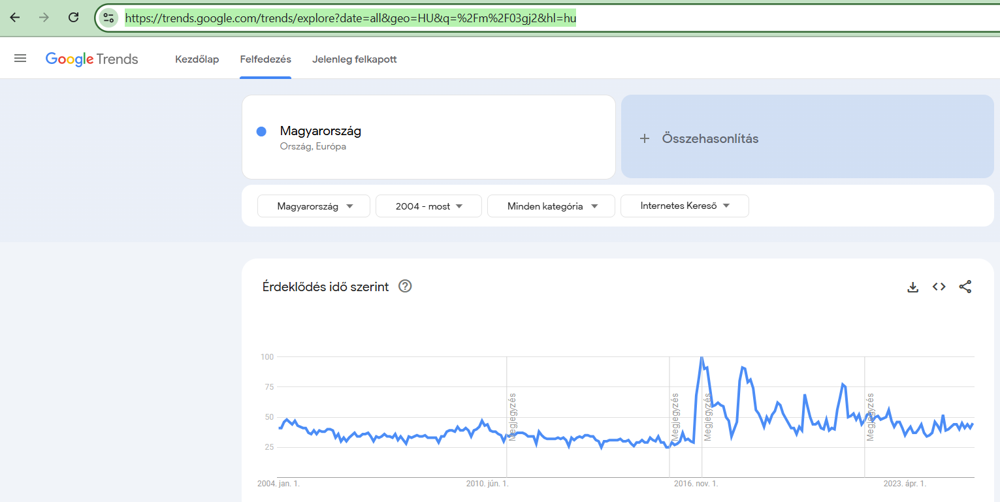 https://trends.google.com/trends/explore?date=all&geo=HU&q=%2Fm%2F03gj2&hl=hu
Google Trends
Kezdőlap
Felfedezés
Jelenleg felkapott
Magyarország
Ország, Európa
+ Összehasonlítás
Magyarország
2004 - most
Minden kategória
Internetes Kereső
Érdeklődés idő szerint
100
75
50
25
Megjegyzés
Megjegyzés
Megjegyzés
Megjegyzés
2004. jan. 1.
2010. jún. 1.
2016. nov. 1.
2023. ápr. 1.